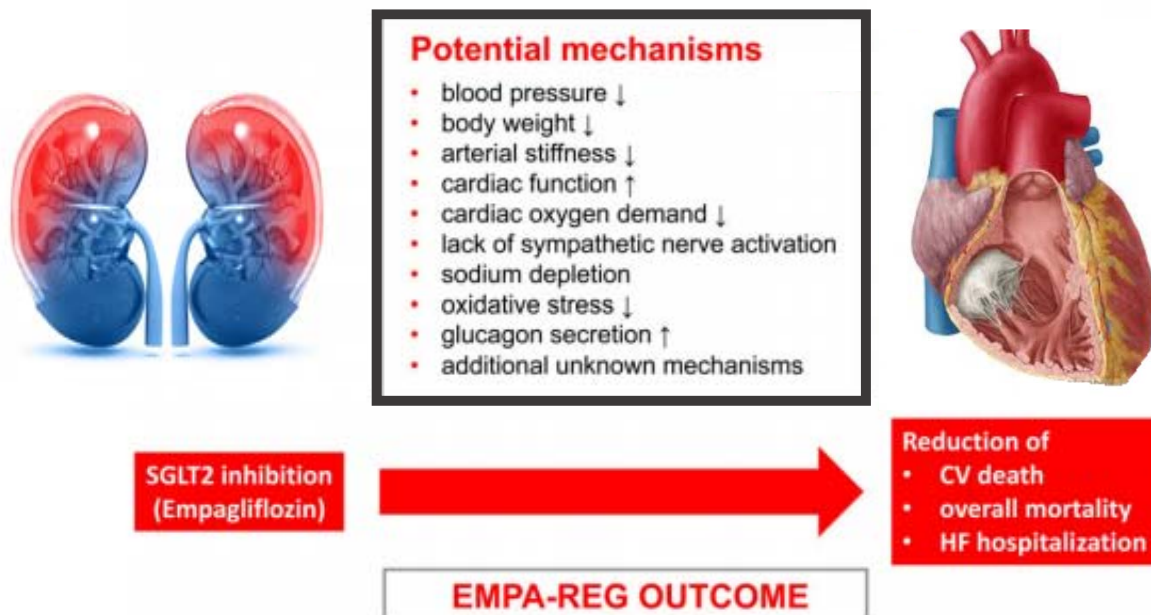 Potential mechanisms
• blood pressure ↓
• body weight ↓
• arterial stiffness ↓
• cardiac function ↑
• cardiac oxygen demand ↓
• lack of sympathetic nerve activation
• sodium depletion
• oxidative stress ↓
• glucagon secretion ↑
• additional unknown mechanisms
SGLT2 inhibition
(Empagliflozin)
Reduction of
• CV death
• overall mortality
• HF hospitalization
EMPA-REG OUTCOME